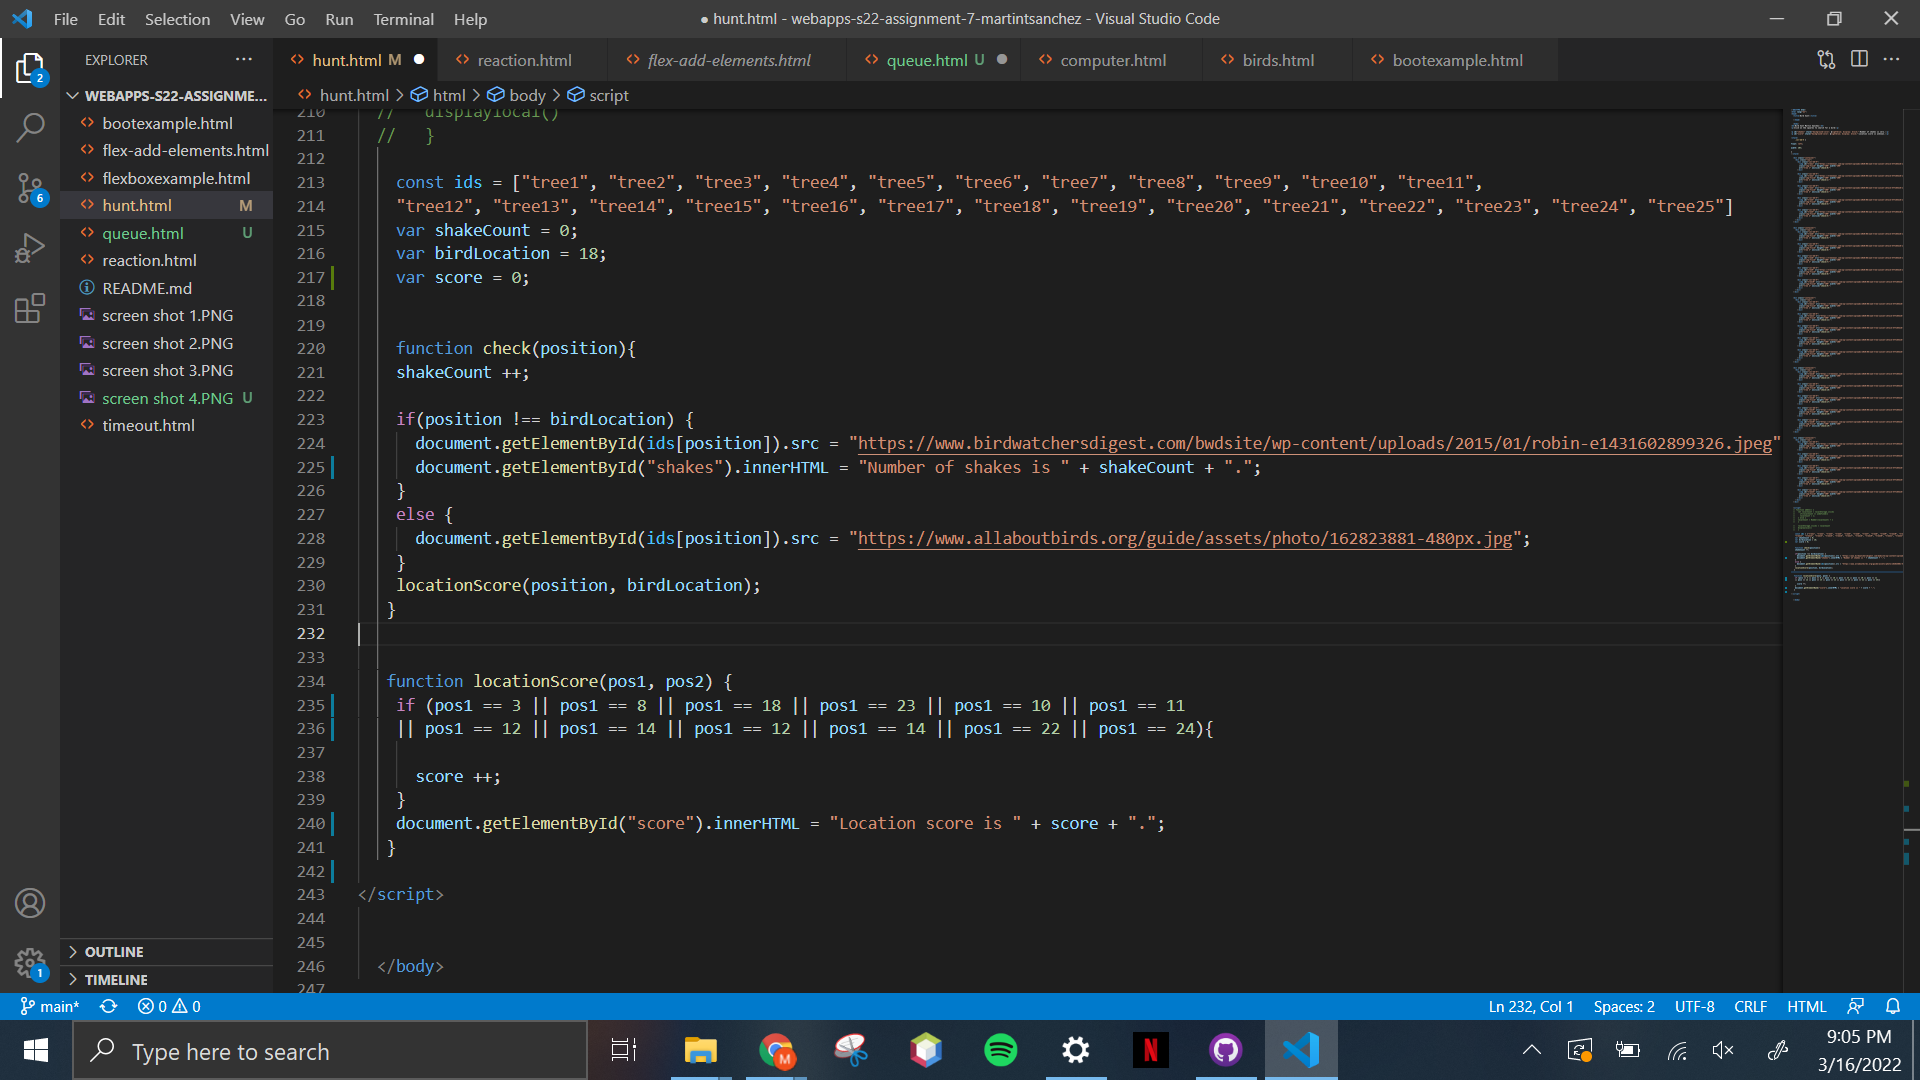 File Edit Selection View Go Run Terminal Help
● hunt.html - webapps-s22-assignment-7-martintsanchez - Visual Studio Code
EXPLORER
hunt.html M
reaction.html
flex-add-elements.html
queue.html U
computer.html
birds.html
bootexample.html
hunt.html > html > body > script
WEBAPPS-S22-ASSIGNME...
bootexample.html
flex-add-elements.html
flexboxexample.html
hunt.html M
queue.html U
reaction.html
README.md
screen shot 1.PNG
screen shot 2.PNG
screen shot 3.PNG
screen shot 4.PNG U
timeout.html
OUTLINE
TIMELINE
2
6
1
210 // displaylocal()
211 // }
212
213 const ids = ["tree1", "tree2", "tree3", "tree4", "tree5", "tree6", "tree7", "tree8", "tree9", "tree10", "tree11",
214 "tree12", "tree13", "tree14", "tree15", "tree16", "tree17", "tree18", "tree19", "tree20", "tree21", "tree22", "tree23", "tree24", "tree25"]
215 var shakeCount = 0;
216 var birdLocation = 18;
217 var score = 0;
218
219
220 function check(position){
221 shakeCount ++;
222
223 if(position !== birdLocation) {
224 document.getElementById(ids[position]).src = "https://www.birdwatchersdigest.com/bwdsite/wp-content/uploads/2015/01/robin-e1431602899326.jpeg"
225 document.getElementById("shakes").innerHTML = "Number of shakes is " + shakeCount + ".";
226 }
227 else {
228 document.getElementById(ids[position]).src = "https://www.allaboutbirds.org/guide/assets/photo/162823881-480px.jpg";
229 }
230 locationScore(position, birdLocation);
231 }
232
233
234 function locationScore(pos1, pos2) {
235 if (pos1 == 3 || pos1 == 8 || pos1 == 18 || pos1 == 23 || pos1 == 10 || pos1 == 11
236 || pos1 == 12 || pos1 == 14 || pos1 == 12 || pos1 == 14 || pos1 == 22 || pos1 == 24){
237
238 score ++;
239 }
240 document.getElementById("score").innerHTML = "Location score is " + score + ".";
241 }
242
243 </script>
244
245
246 </body>
247
main* 0 0
Ln 232, Col 1 Spaces: 2 UTF-8 CRLF HTML
Type here to search
M
N
9:05 PM
3/16/2022